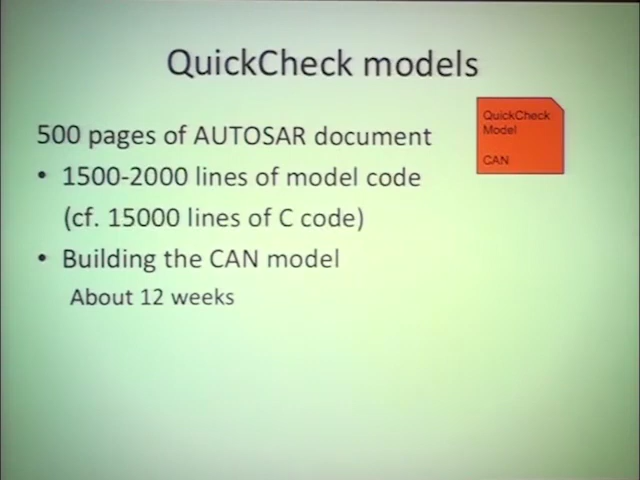 QuickCheck models
500 pages of AUTOSAR document
• 1500-2000 lines of model code
(cf. 15000 lines of C code)
• Building the CAN model
About 12 weeks
QuickCheck
Model
CAN